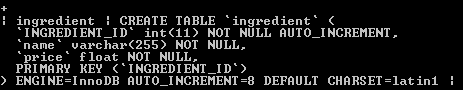 +
| ingredient | CREATE TABLE `ingredient` (
  `INGREDIENT_ID` int(11) NOT NULL AUTO_INCREMENT,
  `name` varchar(255) NOT NULL,
  `price` float NOT NULL,
  PRIMARY KEY (`INGREDIENT_ID`)
) ENGINE=InnoDB AUTO_INCREMENT=8 DEFAULT CHARSET=latin1 |